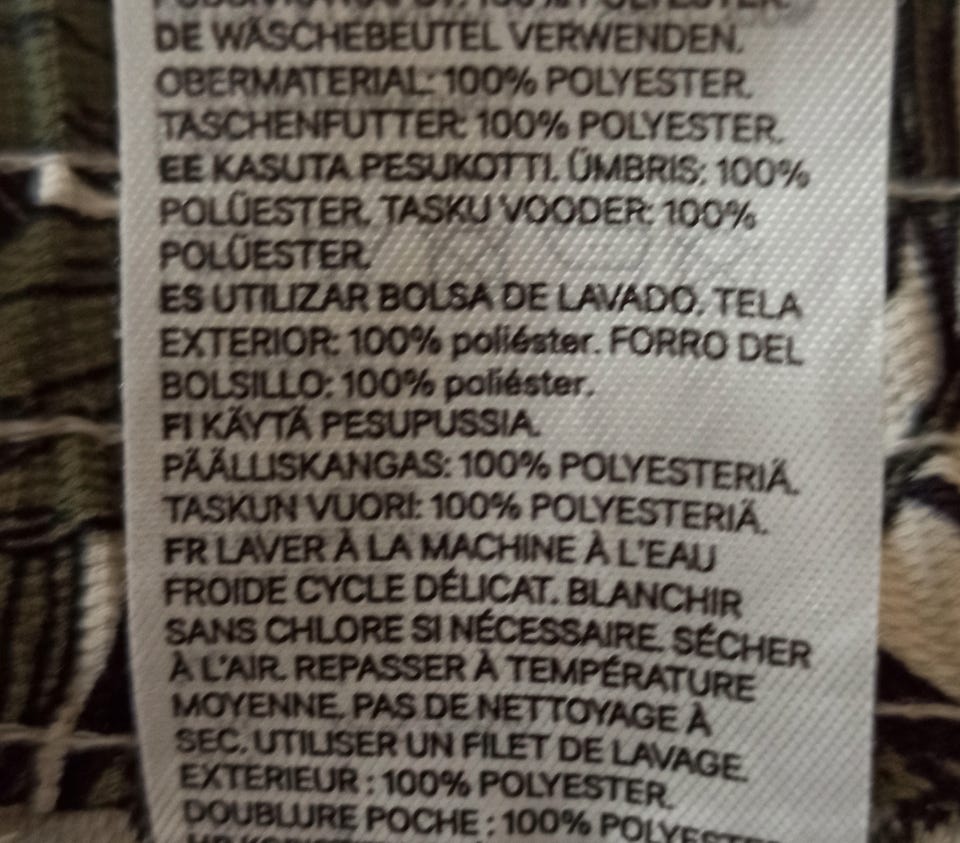 100% POLYESTER.
DE WÄSCHEBEUTEL VERWENDEN.
OBERMATERIAL: 100% POLYESTER.
TASCHENFUTTER: 100% POLYESTER.
EE KASUTA PESUKOTTI. ÜMBRIS: 100%
POLÜESTER. TASKU VOODER: 100%
POLÜESTER.
ES UTILIZAR BOLSA DE LAVADO. TELA
EXTERIOR: 100% poliéster. FORRO DEL
BOLSILLO: 100% poliéster.
FI KÄYTÄ PESUPUSSIA.
PÄÄLLISKANGAS: 100% POLYESTERIÄ.
TASKUN VUORI: 100% POLYESTERIÄ.
FR LAVER À LA MACHINE À L'EAU
FROIDE CYCLE DÉLICAT. BLANCHIR
SANS CHLORE SI NÉCESSAIRE. SÉCHER
À L'AIR. REPASSER À TEMPÉRATURE
MOYENNE. PAS DE NETTOYAGE À
SEC. UTILISER UN FILET DE LAVAGE.
EXTERIEUR : 100% POLYESTER.
DOUBLURE POCHE : 100% POLYESTER